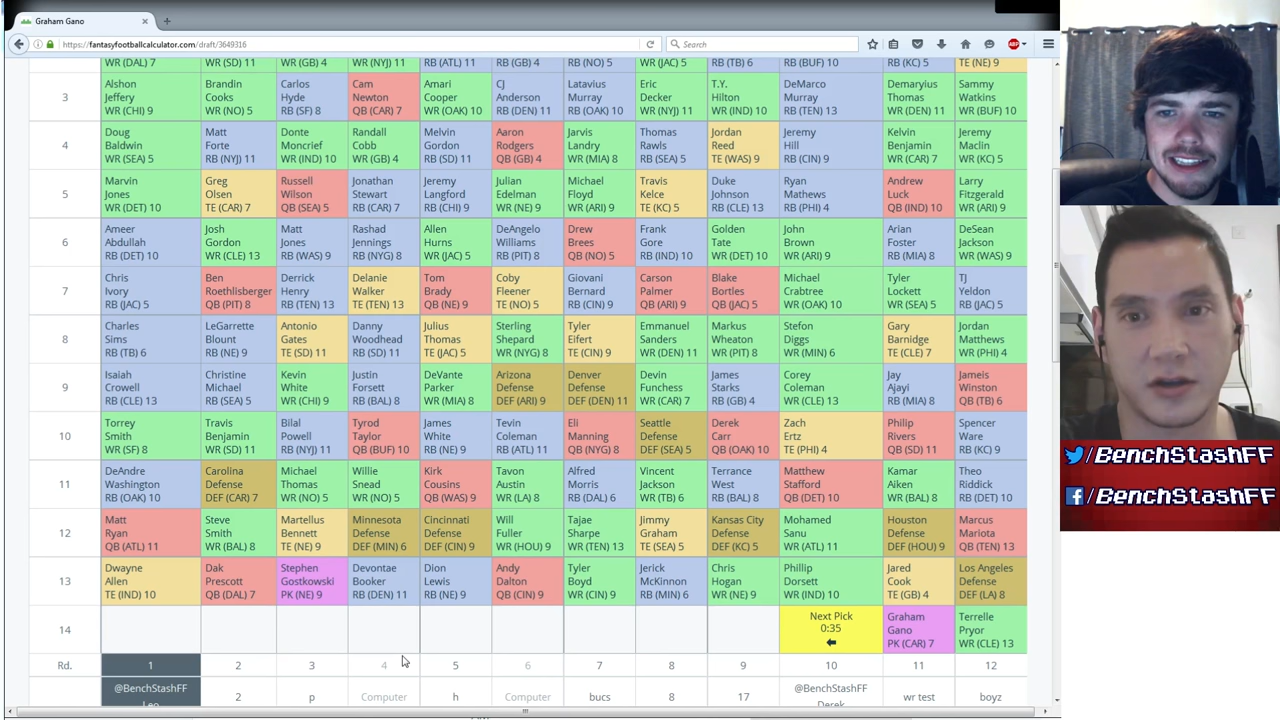 Graham Gano
https://fantasyfootballcalculator.com/draft/3649316
Search
ABP
WR (DAL) 7 WR (SD) 11 WR (GB) 4 WR (NYJ) 11 RB (ATL) 11 RB (GB) 4 RB (NO) 5 WR (JAC) 5 RB (TB) 6 RB (BUF) 10 RB (KC) 5 TE (NE) 9
Alshon Brandin Carlos Cam Amari CJ Latavius Eric T.Y. DeMarco Demaryius Sammy
3 Jeffery Cooks Hyde Newton Cooper Anderson Murray Decker Hilton Murray Thomas Watkins
WR (CHI) 9 WR (NO) 5 RB (SF) 8 QB (CAR) 7 WR (OAK) 10 RB (DEN) 11 RB (OAK) 10 WR (NYJ) 11 WR (IND) 10 RB (TEN) 13 WR (DEN) 11 WR (BUF) 10
Doug Matt Donte Randall Melvin Aaron Jarvis Thomas Jordan Jeremy Kelvin Jeremy
4 Baldwin Forte Moncrief Cobb Gordon Rodgers Landry Rawls Reed Hill Benjamin Maclin
WR (SEA) 5 RB (NYJ) 11 WR (IND) 10 WR (GB) 4 RB (SD) 11 QB (GB) 4 WR (MIA) 8 RB (SEA) 5 TE (WAS) 9 RB (CIN) 9 WR (CAR) 7 WR (KC) 5
Marvin Greg Russell Jonathan Jeremy Julian Michael Travis Duke Ryan Andrew Larry
5 Jones Olsen Wilson Stewart Langford Edelman Floyd Kelce Johnson Mathews Luck Fitzgerald
WR (DET) 10 TE (CAR) 7 QB (SEA) 5 RB (CAR) 7 RB (CHI) 9 WR (NE) 9 WR (ARI) 9 TE (KC) 5 RB (CLE) 13 RB (PHI) 4 QB (IND) 10 WR (ARI) 9
Ameer Josh Matt Rashad Allen DeAngelo Drew Frank Golden John Arian DeSean
6 Abdullah Gordon Jones Jennings Hurns Williams Brees Gore Tate Brown Foster Jackson
RB (DET) 10 WR (CLE) 13 RB (WAS) 9 RB (NYG) 8 WR (JAC) 5 RB (PIT) 8 QB (NO) 5 RB (IND) 10 WR (DET) 10 WR (ARI) 9 RB (MIA) 8 WR (WAS) 9
Chris Ben Derrick Delanie Tom Coby Giovani Carson Blake Michael Tyler TJ
7 Ivory Roethlisberger Henry Walker Brady Fleener Bernard Palmer Bortles Crabtree Lockett Yeldon
RB (JAC) 5 QB (PIT) 8 RB (TEN) 13 TE (TEN) 13 QB (NE) 9 TE (NO) 5 RB (CIN) 9 QB (ARI) 9 QB (JAC) 5 WR (OAK) 10 WR (SEA) 5 RB (JAC) 5
Charles LeGarrette Antonio Danny Julius Sterling Tyler Emmanuel Markus Stefon Gary Jordan
8 Sims Blount Gates Woodhead Thomas Shepard Eifert Sanders Wheaton Diggs Barnidge Matthews
RB (TB) 6 RB (NE) 9 TE (SD) 11 RB (SD) 11 TE (JAC) 5 WR (NYG) 8 TE (CIN) 9 WR (DEN) 11 WR (PIT) 8 WR (MIN) 6 TE (CLE) 7 WR (PHI) 4
Isaiah Christine Kevin Justin DeVante Arizona Denver Devin James Corey Jay Jameis
9 Crowell Michael White Forsett Parker Defense Defense Funchess Starks Coleman Ajayi Winston
RB (CLE) 13 RB (SEA) 5 WR (CHI) 9 RB (BAL) 8 WR (MIA) 8 DEF (ARI) 9 DEF (DEN) 11 WR (CAR) 7 RB (GB) 4 WR (CLE) 13 RB (MIA) 8 QB (TB) 6
Torrey Travis Bilal Tyrod James Tevin Eli Seattle Derek Zach Philip Spencer
10 Smith Benjamin Powell Taylor White Coleman Manning Defense Carr Ertz Rivers Ware
WR (SF) 8 WR (SD) 11 RB (NYJ) 11 QB (BUF) 10 RB (NE) 9 RB (ATL) 11 QB (NYG) 8 DEF (SEA) 5 QB (OAK) 10 TE (PHI) 4 QB (SD) 11 RB (KC) 9
DeAndre Carolina Michael Willie Kirk Tavon Alfred Vincent Terrance Matthew Kamar Theo
11 Washington Defense Thomas Snead Cousins Austin Morris Jackson West Stafford Aiken Riddick
RB (OAK) 10 DEF (CAR) 7 WR (NO) 5 WR (NO) 5 QB (WAS) 9 WR (LA) 8 RB (DAL) 6 WR (TB) 6 RB (BAL) 8 QB (DET) 10 WR (BAL) 8 RB (DET) 10
Matt Steve Martellus Minnesota Cincinnati Will Tajae Jimmy Kansas City Mohamed Houston Marcus
12 Ryan Smith Bennett Defense Defense Fuller Sharpe Graham Defense Sanu Defense Mariota
QB (ATL) 11 WR (BAL) 8 TE (NE) 9 DEF (MIN) 6 DEF (CIN) 9 WR (HOU) 9 WR (TEN) 13 TE (SEA) 5 DEF (KC) 5 WR (ATL) 11 DEF (HOU) 9 QB (TEN) 13
Dwayne Dak Stephen Devontae Dion Andy Tyler Jerick Chris Phillip Jared Los Angeles
13 Allen Prescott Gostkowski Booker Lewis Dalton Boyd McKinnon Hogan Dorsett Cook Defense
TE (IND) 10 QB (DAL) 7 PK (NE) 9 RB (DEN) 11 RB (NE) 9 QB (CIN) 9 WR (CIN) 9 RB (MIN) 6 WR (NE) 9 WR (IND) 10 TE (GB) 4 DEF (LA) 8
Next Pick Graham Terrelle
14 0:35 Gano Pryor
PK (CAR) 7 WR (CLE) 13
Rd. 1 2 3 4 5 6 7 8 9 10 11 12
@BenchStashFF 2 p Computer h Computer bucs 8 17 @BenchStashFF wr test boyz
Leo Derek
/BenchStashFF
/BenchStashFF